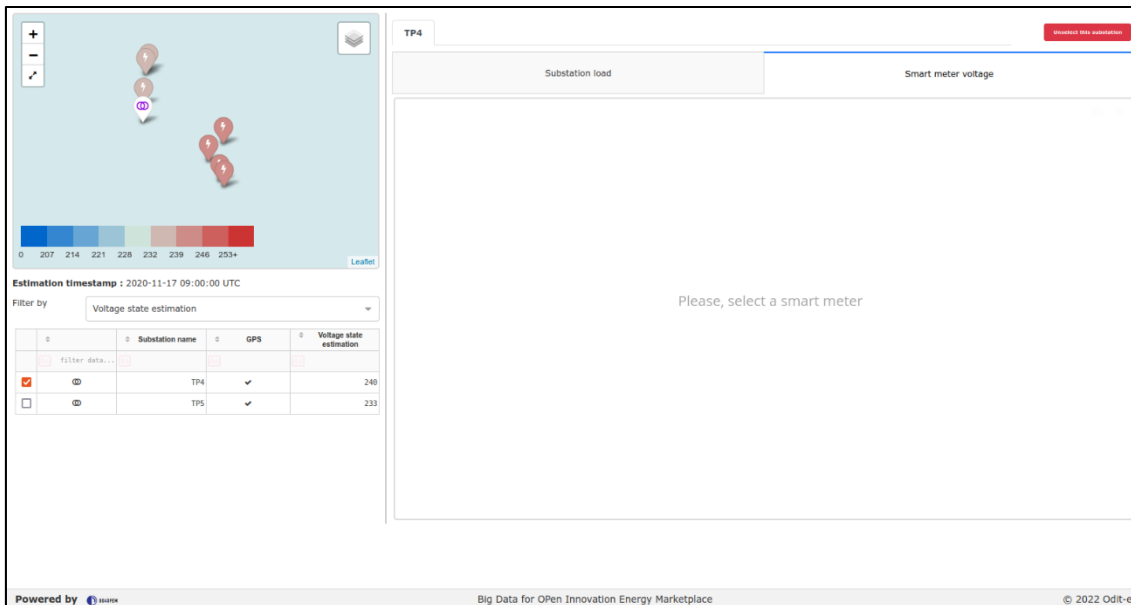 +
−
TP4
Unselect this substation
Substation load
Smart meter voltage
0 207 214 221 228 232 239 246 253+
Leaflet
Estimation timestamp : 2020-11-17 09:00:00 UTC
Filter by
Voltage state estimation
Substation name GPS Voltage state estimation
filter data...
TP4 240
TP5 233
Please, select a smart meter
Powered by
Big Data for OPen Innovation Energy Marketplace
© 2022 Odit-e